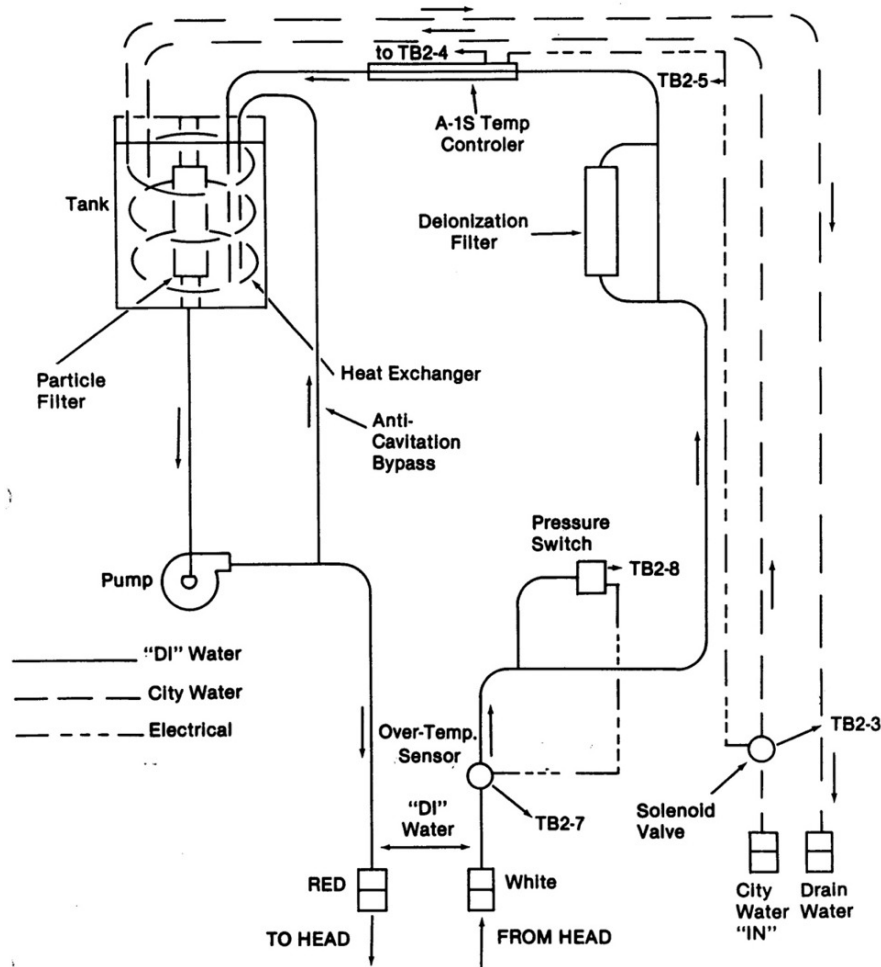 to TB2-4
TB2-5
A-1S Temp
Controler
Tank
Deionization
Filter
Particle
Filter
Heat Exchanger
Anti-
Cavitation
Bypass
Pressure
Switch
TB2-8
Pump
"DI" Water
City Water
Electrical
Over-Temp.
Sensor
TB2-3
"DI"
Water
TB2-7
Solenoid
Valve
RED
White
City
Water
"IN"
Drain
Water
TO HEAD
FROM HEAD